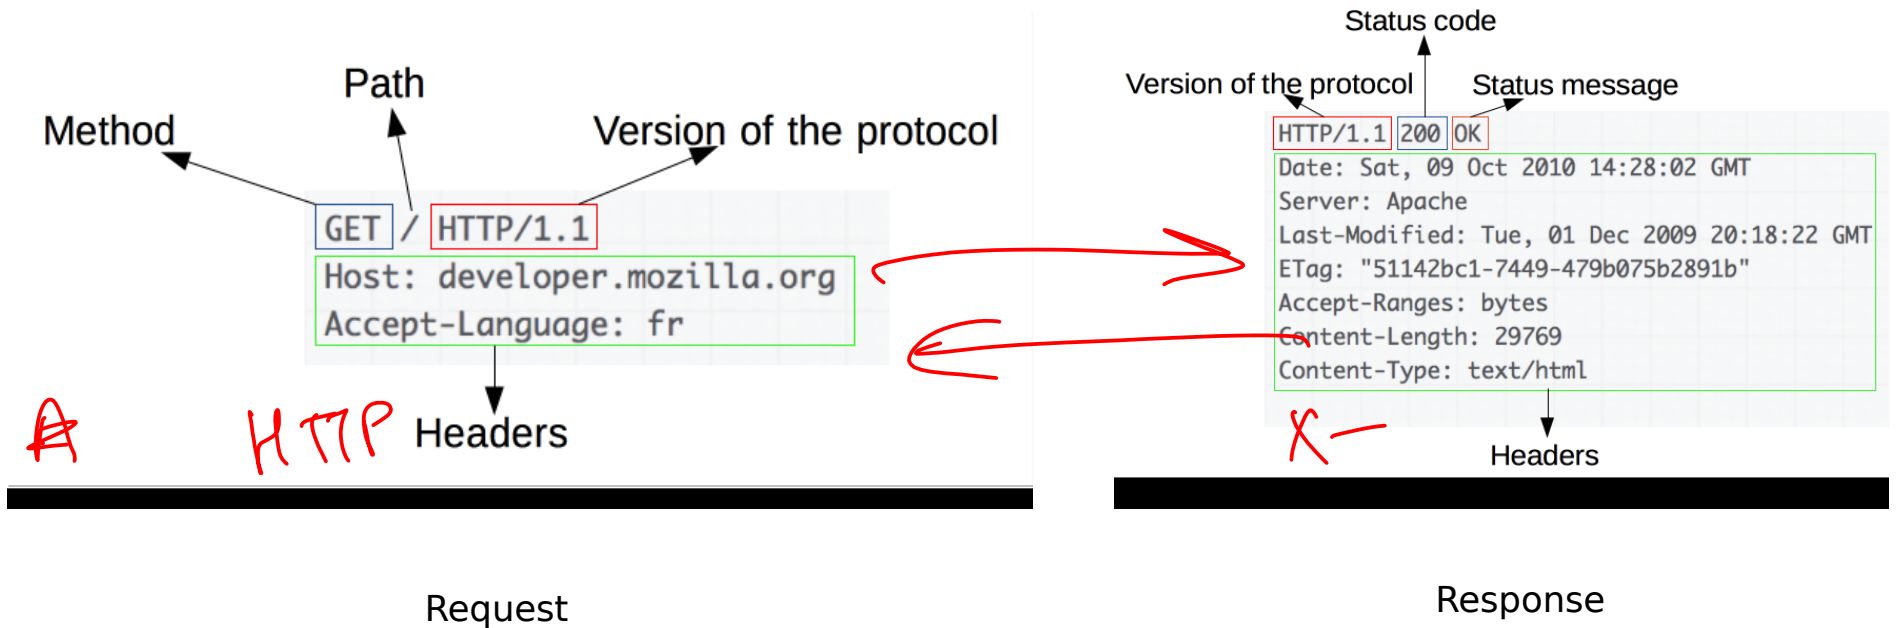 Path
Method
Version of the protocol
GET / HTTP/1.1
Host: developer.mozilla.org
Accept-Language: fr
Headers
A
HTTP
Request
Status code
Version of the protocol
Status message
HTTP/1.1 200 OK
Date: Sat, 09 Oct 2010 14:28:02 GMT
Server: Apache
Last-Modified: Tue, 01 Dec 2009 20:18:22 GMT
ETag: "51142bc1-7449-479b075b2891b"
Accept-Ranges: bytes
Content-Length: 29769
Content-Type: text/html
X-
Headers
Response